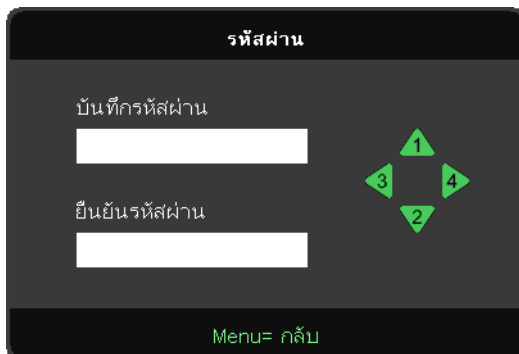 รหัสผ่าน
บันทึกรหัสผ่าน
1
3 4
ยืนยันรหัสผ่าน
2
Menu= กลับ